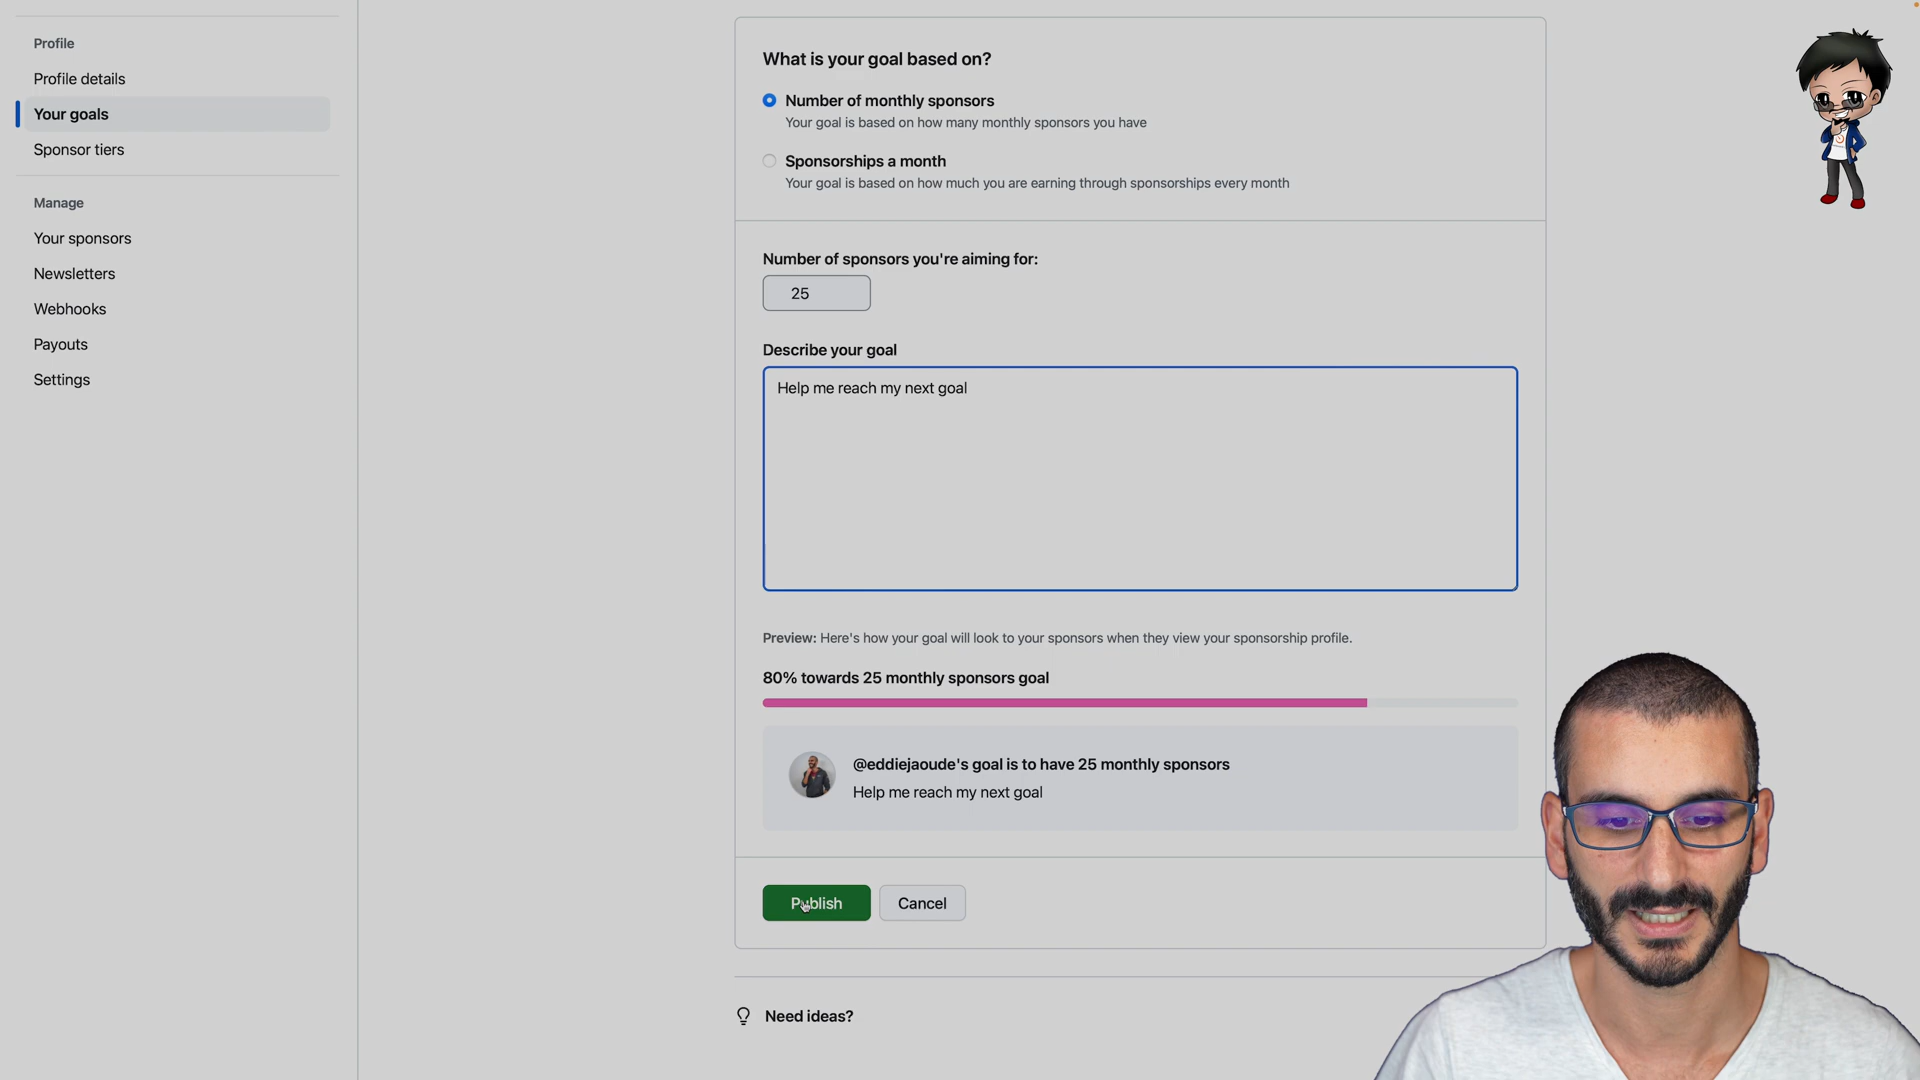 Profile
Profile details
Your goals
Sponsor tiers
Manage
Your sponsors
Newsletters
Webhooks
Payouts
Settings
What is your goal based on?
Number of monthly sponsors
Your goal is based on how many monthly sponsors you have
Sponsorships a month
Your goal is based on how much you are earning through sponsorships every month
Number of sponsors you're aiming for:
25
Describe your goal
Help me reach my next goal
Preview: Here's how your goal will look to your sponsors when they view your sponsorship profile.
80% towards 25 monthly sponsors goal
@eddiejaoude's goal is to have 25 monthly sponsors
Help me reach my next goal
Publish
Cancel
Need ideas?